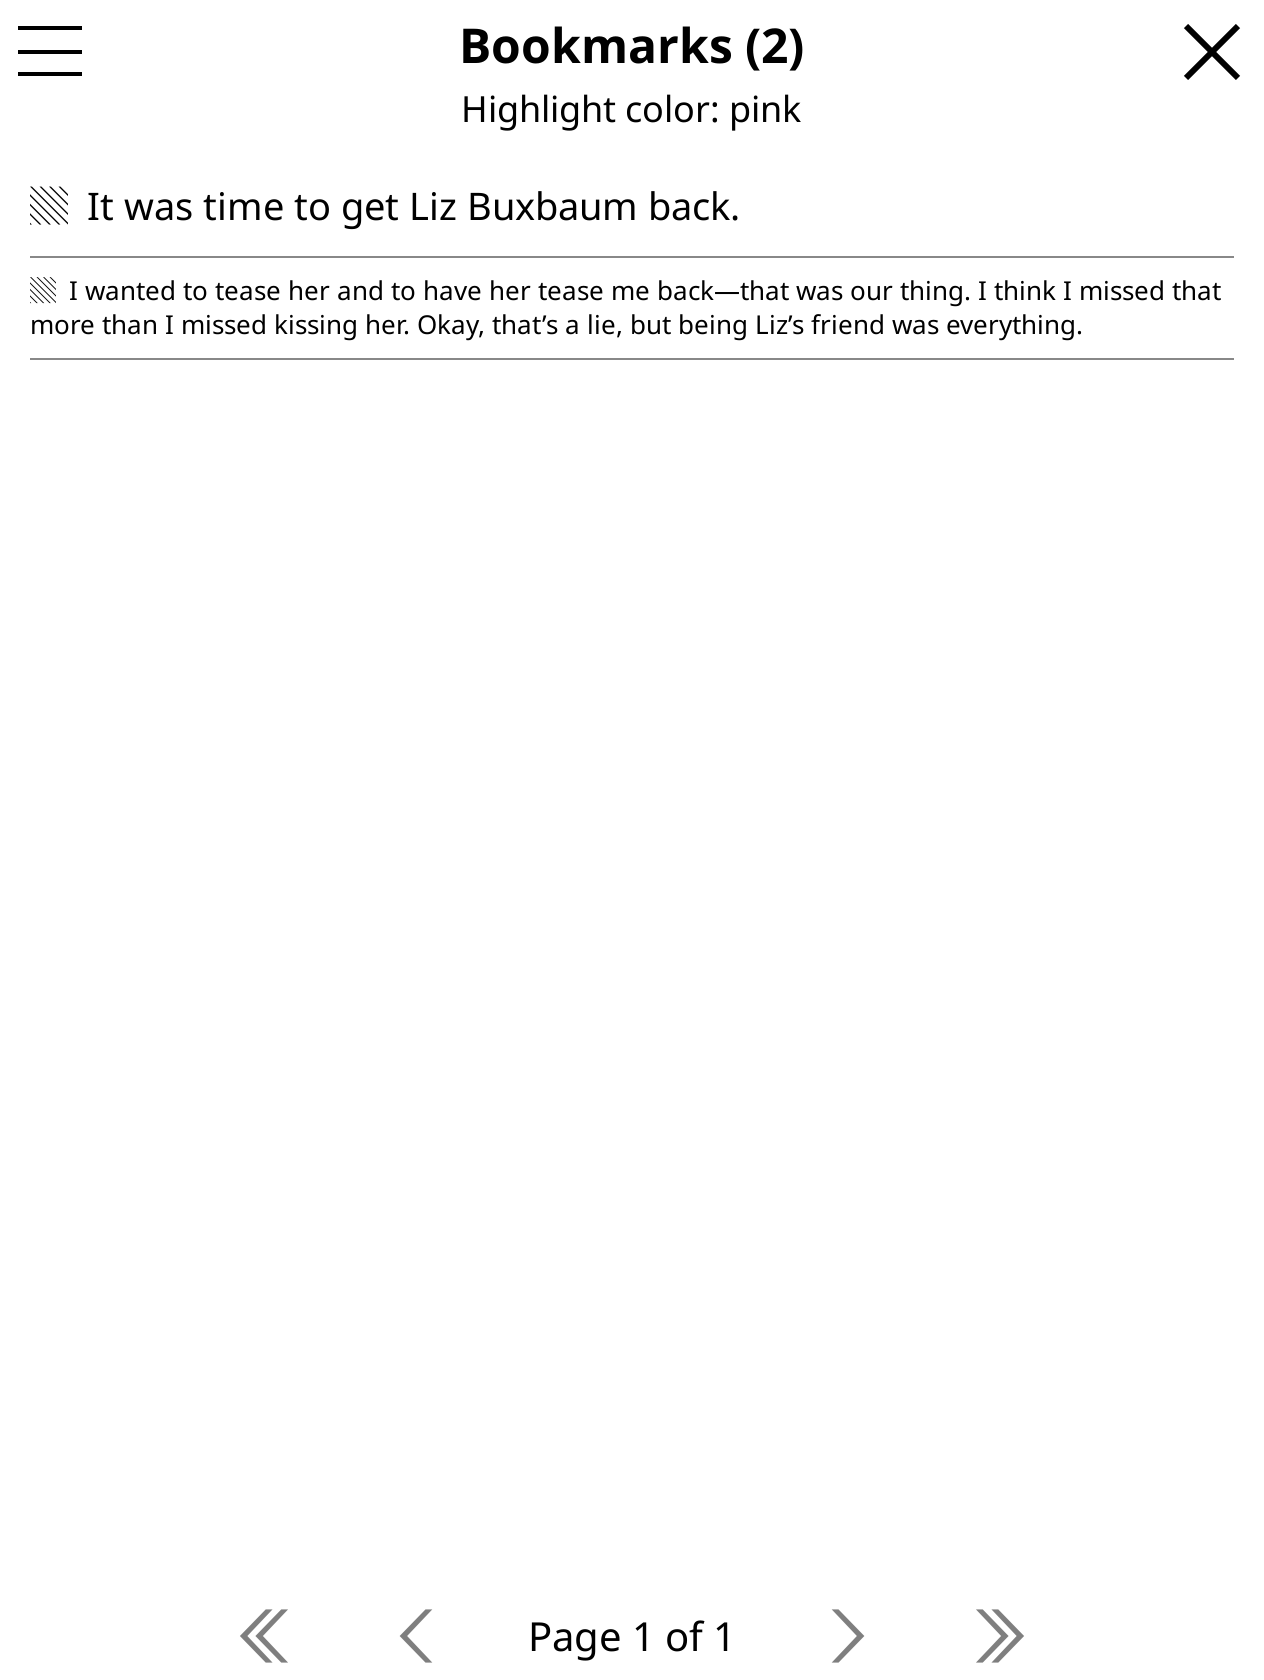 Bookmarks (2)
Highlight color: pink
It was time to get Liz Buxbaum back.
I wanted to tease her and to have her tease me back—that was our thing. I think I missed that
more than I missed kissing her. Okay, that’s a lie, but being Liz’s friend was everything.
Page 1 of 1